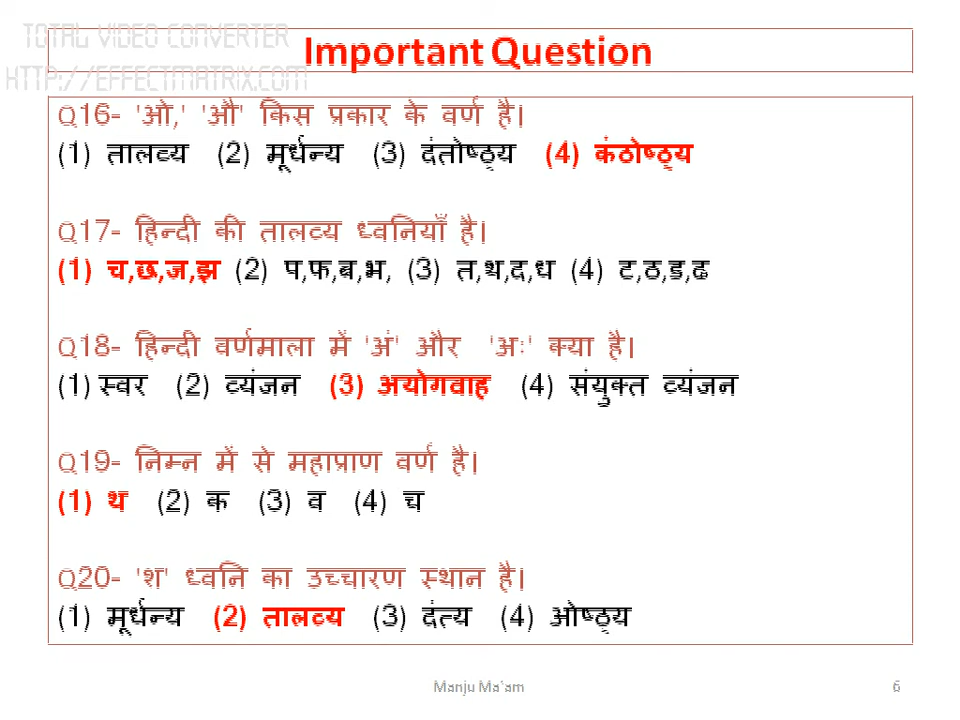 TOTAL VIDEO CONVERTER
HTTP://EFFECTMATRIX.COM
Important Question
Q16- 'ओ,' 'औ' किस प्रकार के वर्ण है।
(1) तालव्य (2) मूर्धन्य (3) दंतोष्ठ्य (4) कंठोष्ठ्य
Q17- हिन्दी की तालव्य ध्वनियाँ है।
(1) च,छ,ज,झ (2) प,फ,ब,भ, (3) त,थ,द,ध (4) ट,ठ,ड,ढ
Q18- हिन्दी वर्णमाला में 'अं' और 'अः' क्या है।
(1) स्वर (2) व्यंजन (3) अयोगवाह (4) संयुक्त व्यंजन
Q19- निम्न में से महाप्राण वर्ण है।
(1) थ (2) क (3) व (4) च
Q20- 'श' ध्वनि का उच्चारण स्थान है।
(1) मूर्धन्य (2) तालव्य (3) दंत्य (4) ओष्ठ्य
Manju Ma'am
6